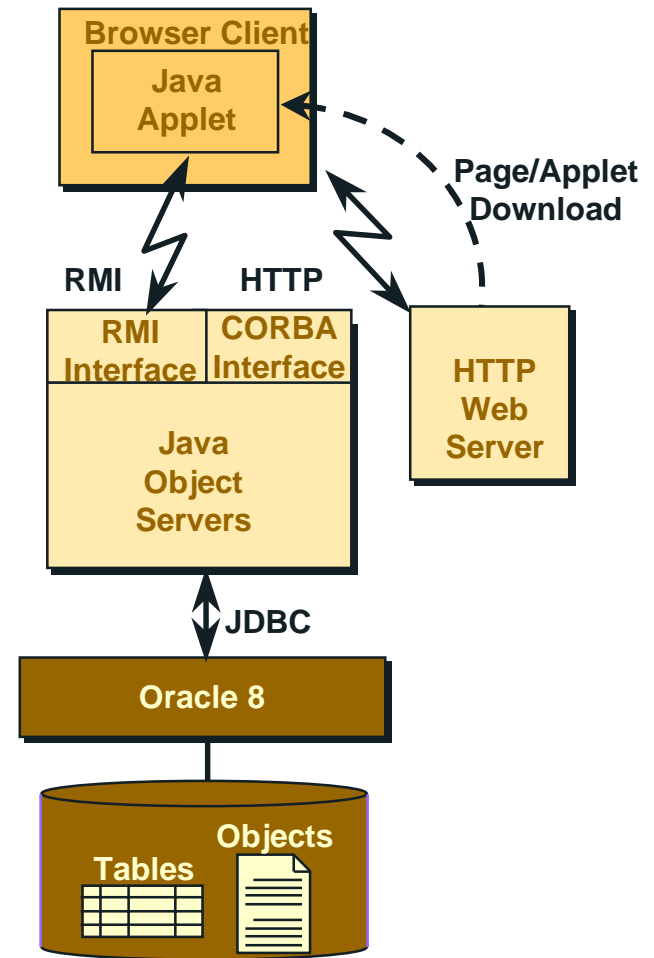 Browser Client
Java
Applet
Page/Applet
Download
RMI
HTTP
RMI
Interface
CORBA
Interface
HTTP
Web
Server
Java
Object
Servers
JDBC
Oracle 8
Objects
Tables